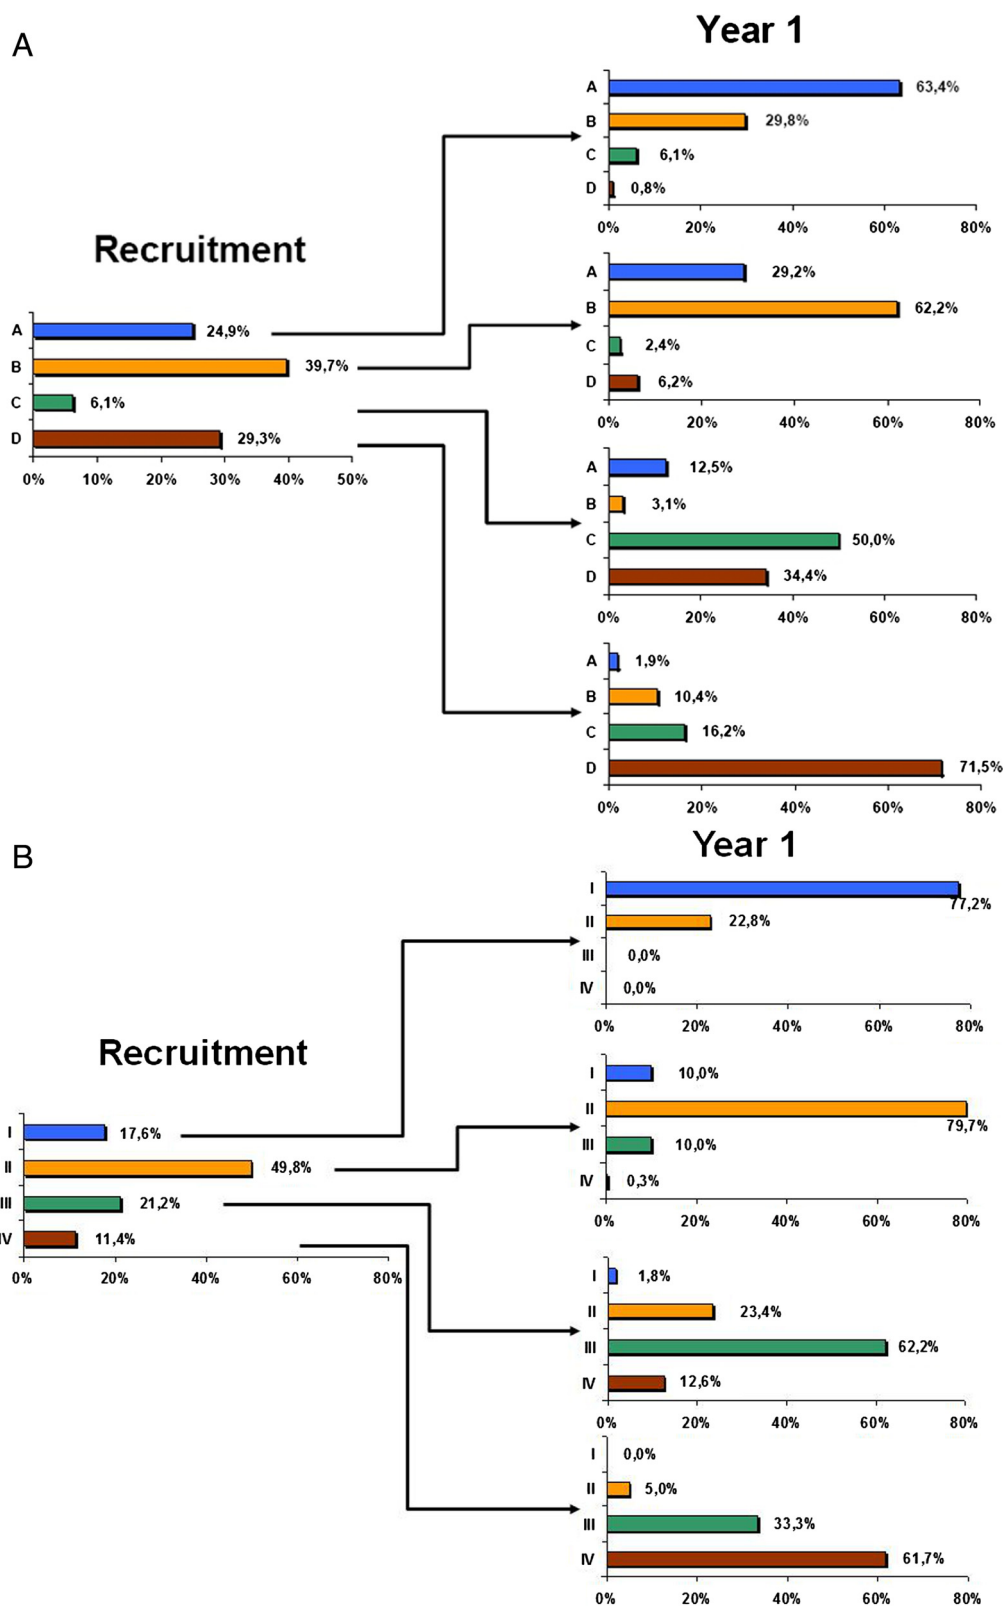 A
Year 1
A 63,4%
B 29,8%
C 6,1%
D 0,8%
0% 20% 40% 60% 80%
Recruitment
A 24,9%
B 39,7%
C 6,1%
D 29,3%
0% 10% 20% 30% 40% 50%
A 29,2%
B 62,2%
C 2,4%
D 6,2%
0% 20% 40% 60% 80%
A 12,5%
B 3,1%
C 50,0%
D 34,4%
0% 20% 40% 60% 80%
A 1,9%
B 10,4%
C 16,2%
D 71,5%
0% 20% 40% 60% 80%
B
Year 1
I 77,2%
II 22,8%
III 0,0%
IV 0,0%
0% 20% 40% 60% 80%
Recruitment
I 17,6%
II 49,8%
III 21,2%
IV 11,4%
0% 20% 40% 60% 80%
I 10,0%
II 79,7%
III 10,0%
IV 0,3%
0% 20% 40% 60% 80%
I 1,8%
II 23,4%
III 62,2%
IV 12,6%
0% 20% 40% 60% 80%
I 0,0%
II 5,0%
III 33,3%
IV 61,7%
0% 20% 40% 60% 80%